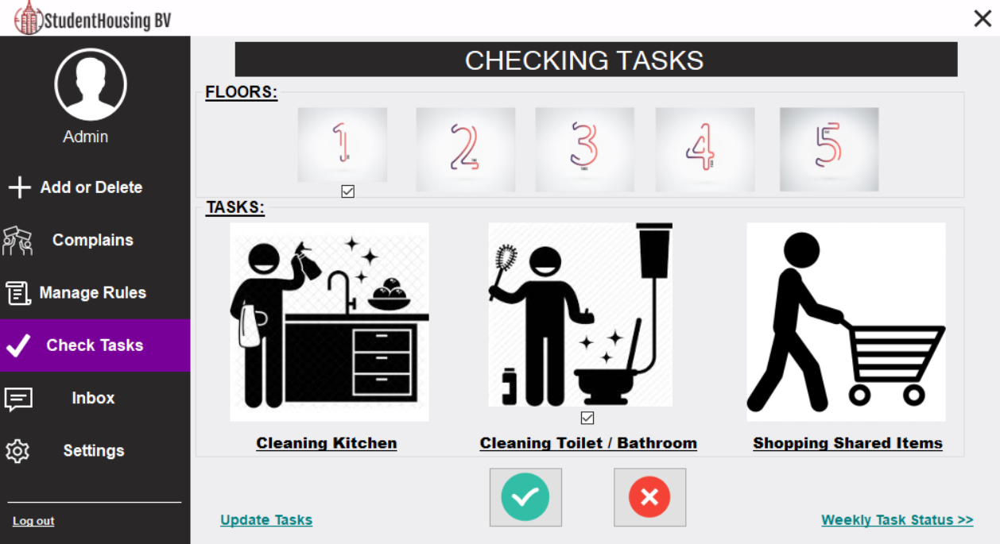 StudentHousing BV
Admin
Add or Delete
Complains
Manage Rules
Check Tasks
Inbox
Settings
Log out
CHECKING TASKS
FLOORS:
1 2 3 4 5
TASKS:
Cleaning Kitchen
Cleaning Toilet / Bathroom
Shopping Shared Items
Update Tasks
Weekly Task Status >>